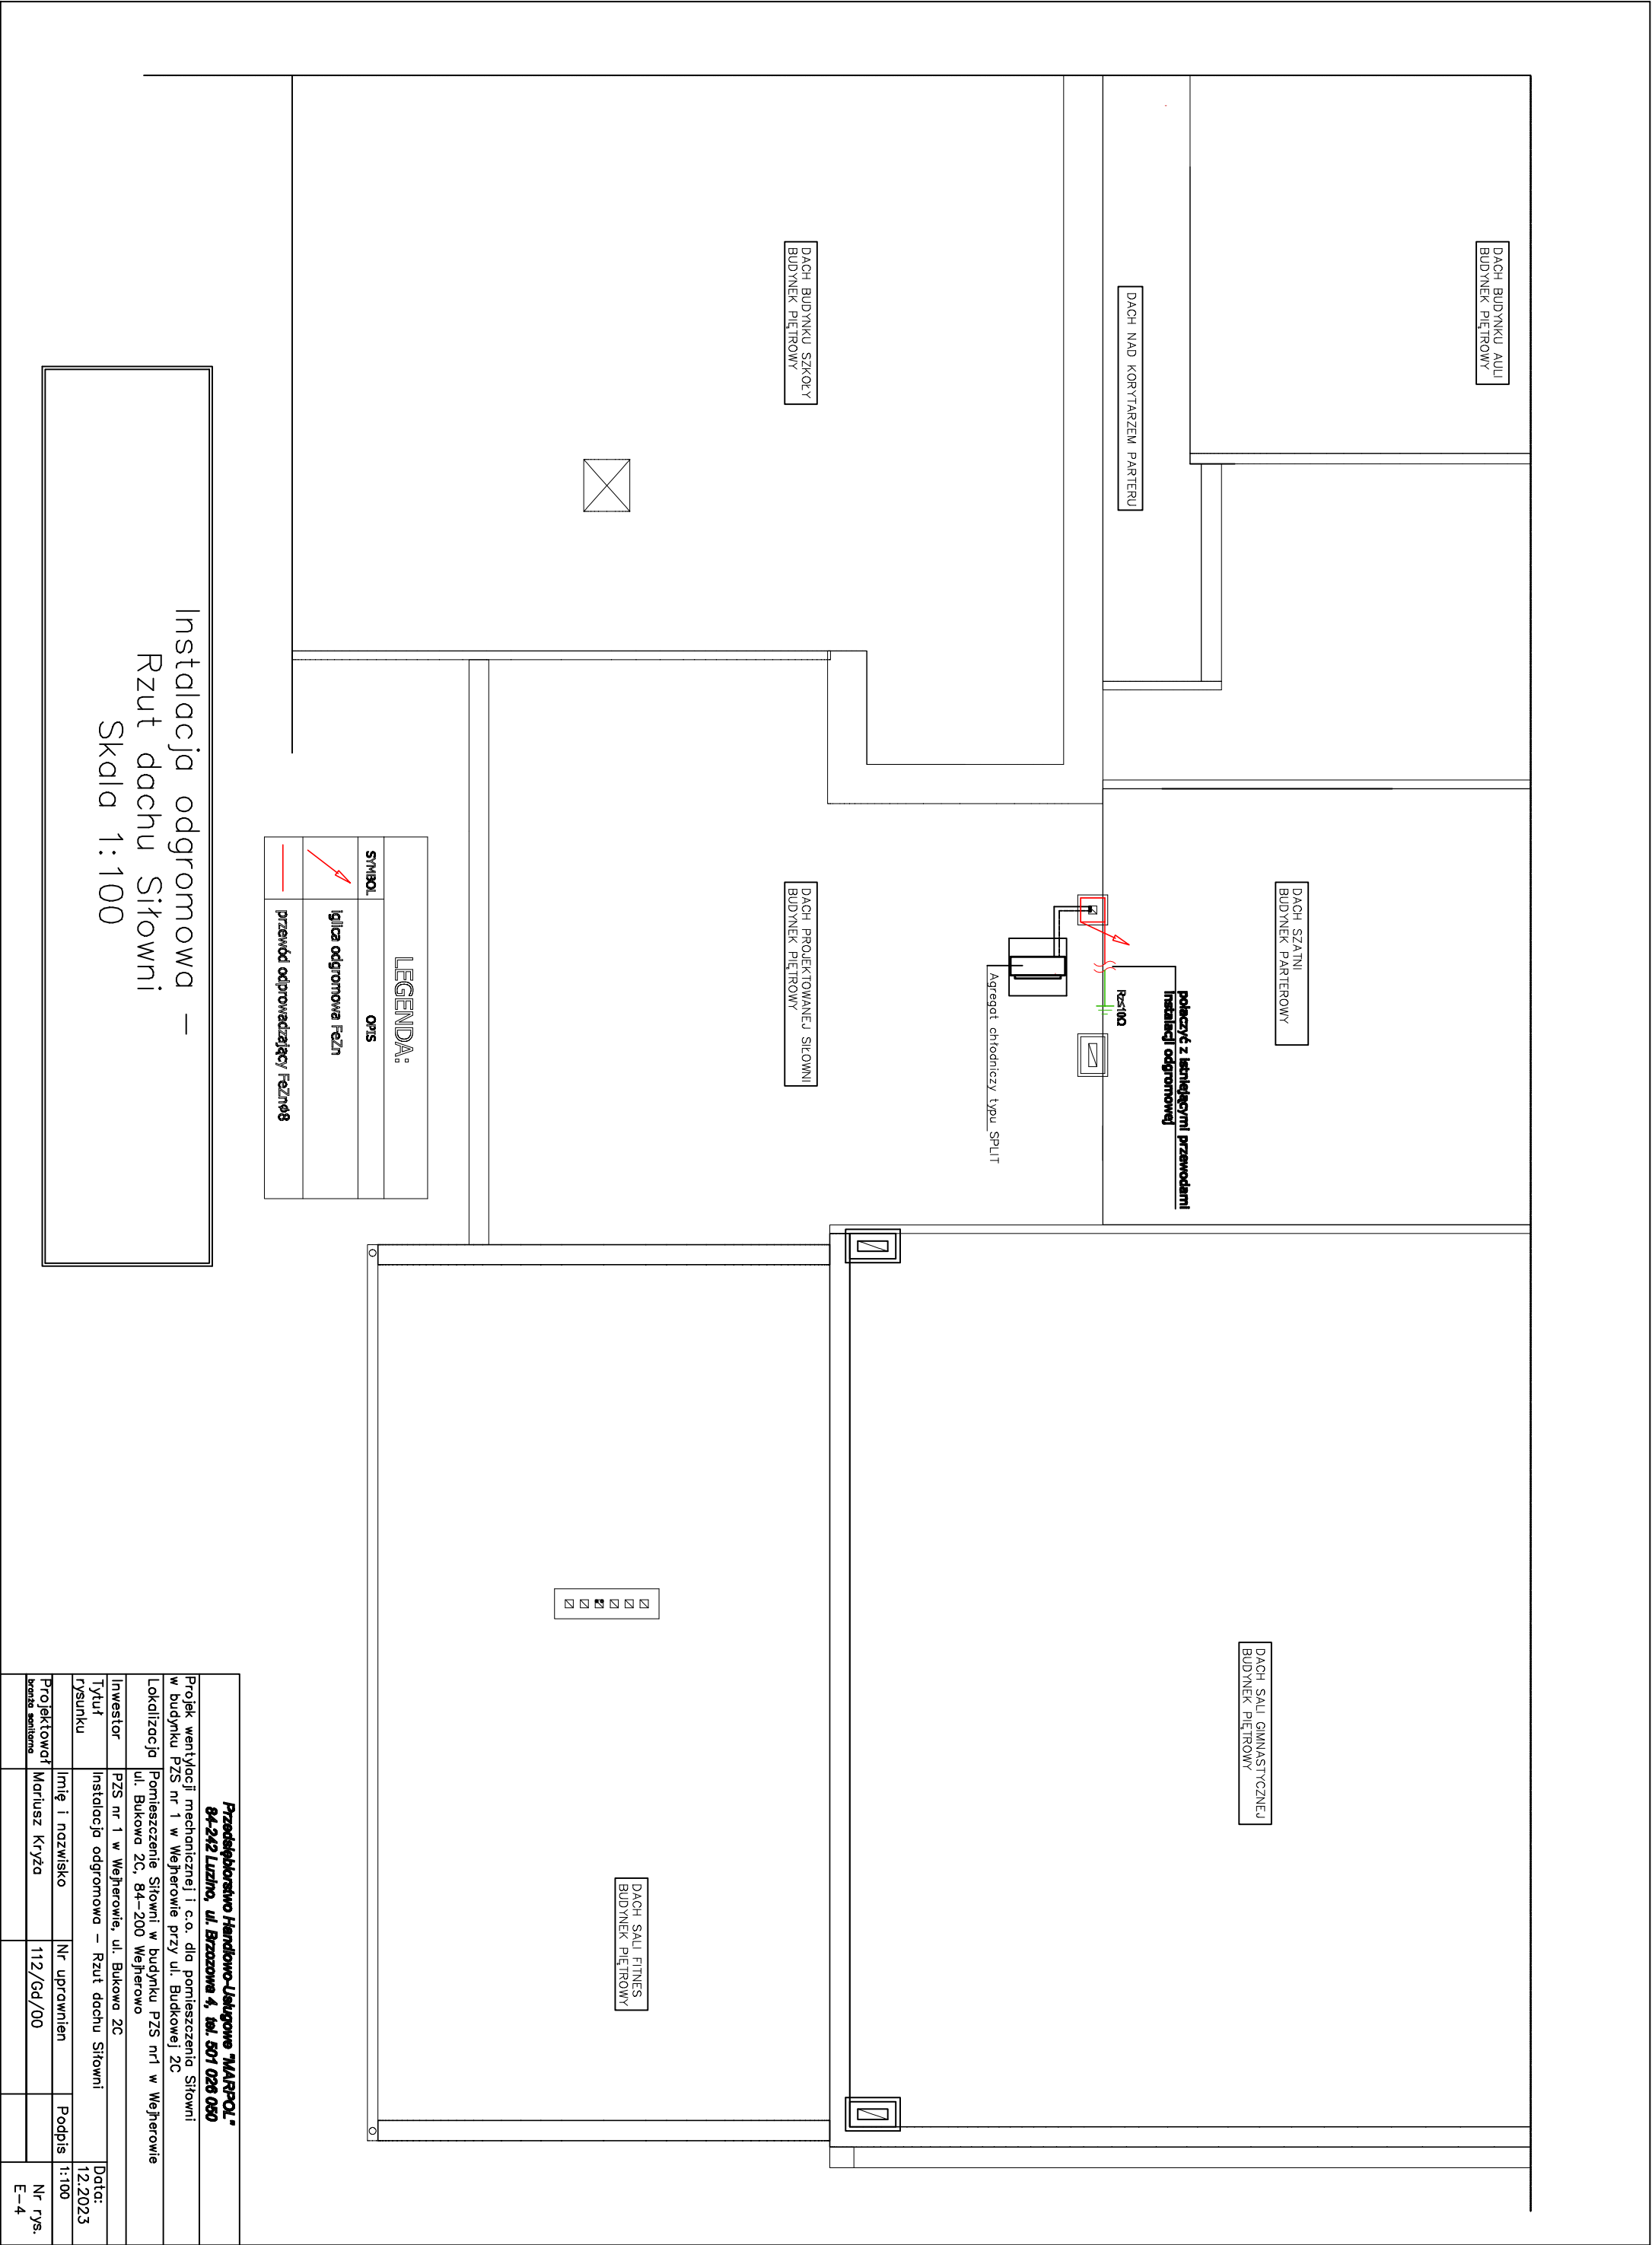 DACH BUDYNKU AULI
BUDYNEK PIĘTROWY
DACH NAD KORYTARZEM PARTERU
DACH BUDYNKU SZKOŁY
BUDYNEK PIĘTROWY
DACH SZATNI
BUDYNEK PARTEROWY
połaczyć z istniejącymi przewodami
instalacji odgromowej
Rz≤10Ω
Agregat chłodniczy typu SPLIT
DACH PROJEKTOWANEJ SIŁOWNI
BUDYNEK PIĘTROWY
DACH SALI GIMNASTYCZNEJ
BUDYNEK PIĘTROWY
DACH SALI FITNES
BUDYNEK PIĘTROWY
LEGENDA:
SYMBOL OPIS
iglica odgromowa FeZn
przewód odprowadzający FeZnø8
Instalacja odgromowa –
Rzut dachu Siłowni
Skala 1:100
Przedsiębiorstwo Handlowo-Usługowe "MARPOL"
84-242 Luzino, ul. Brzozowa 4, tel. 501 026 050
Projek wentylacji mechanicznej i c.o. dla pomieszczenia Siłowni
w budynku PZS nr 1 w Wejherowie przy ul. Budkowej 2C
Lokalizacja Pomieszczenie Siłowni w budynku PZS nr1 w Wejherowie
ul. Bukowa 2C, 84-200 Wejherowo
Inwestor PZS nr 1 w Wejherowie, ul. Bukowa 2C
Tytuł
rysunku
Instalacja odgromowa – Rzut dachu Siłowni
Data:
12.2023
Imię i nazwisko Nr uprawnien Podpis 1:100
Projektował
branża sanitarna
Mariusz Kryża 112/Gd/00
Nr rys.
E-4